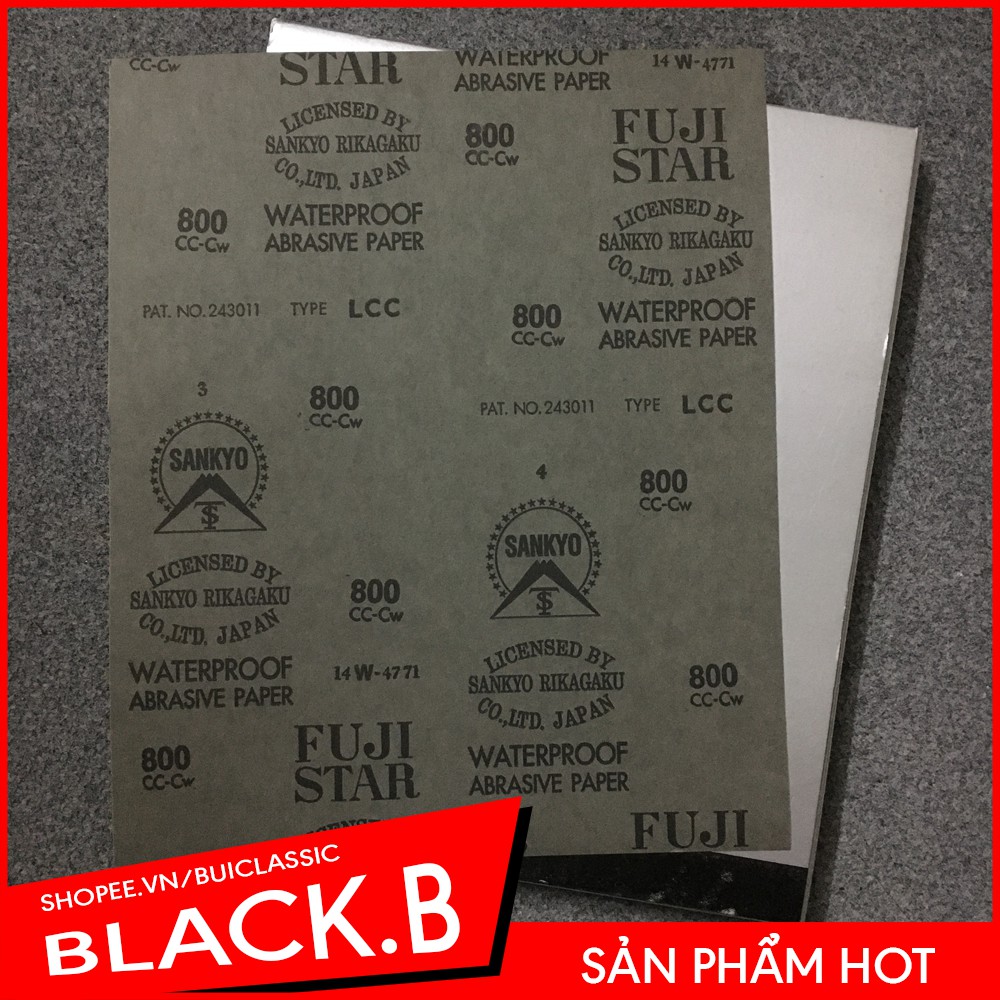 CC-Cw
STAR
WATERPROOF
ABRASIVE PAPER
14 W-4771
LICENSED BY
SANKYO RIKAGAKU
CO.,LTD. JAPAN
800
CC-Cw
FUJI
STAR
800
CC-Cw
WATERPROOF
ABRASIVE PAPER
LICENSED BY
SANKYO RIKAGAKU
CO.,LTD. JAPAN
PAT. NO. 243011 TYPE LCC
800
CC-Cw
WATERPROOF
ABRASIVE PAPER
3
800
CC-Cw
PAT. NO. 243011 TYPE LCC
SANKYO
4
800
CC-Cw
SANKYO
LICENSED BY
SANKYO RIKAGAKU
CO.,LTD. JAPAN
800
CC-Cw
WATERPROOF
ABRASIVE PAPER
14 W-4771
LICENSED BY
SANKYO RIKAGAKU
CO.,LTD. JAPAN
800
CC-Cw
800
CC-Cw
FUJI
STAR
WATERPROOF
ABRASIVE PAPER
FUJI
SHOPEE.VN/BUICLASSIC
BLACK.B
SẢN PHẨM HOT